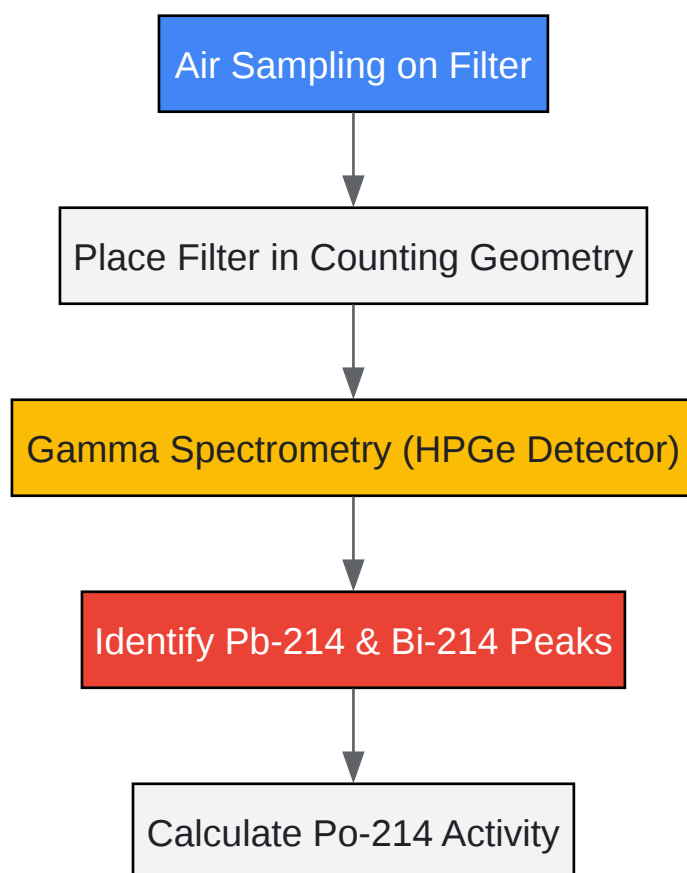 Air Sampling on Filter
Place Filter in Counting Geometry
Gamma Spectrometry (HPGe Detector)
Identify Pb-214 & Bi-214 Peaks
Calculate Po-214 Activity